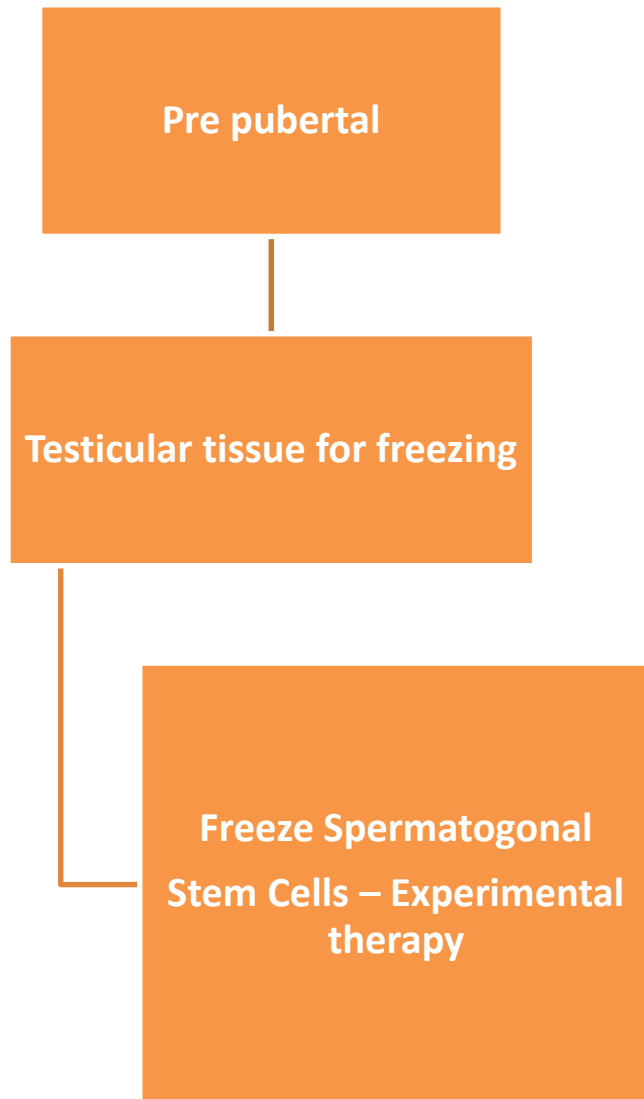 Pre pubertal
Testicular tissue for freezing
Freeze Spermatogonal
Stem Cells – Experimental
therapy